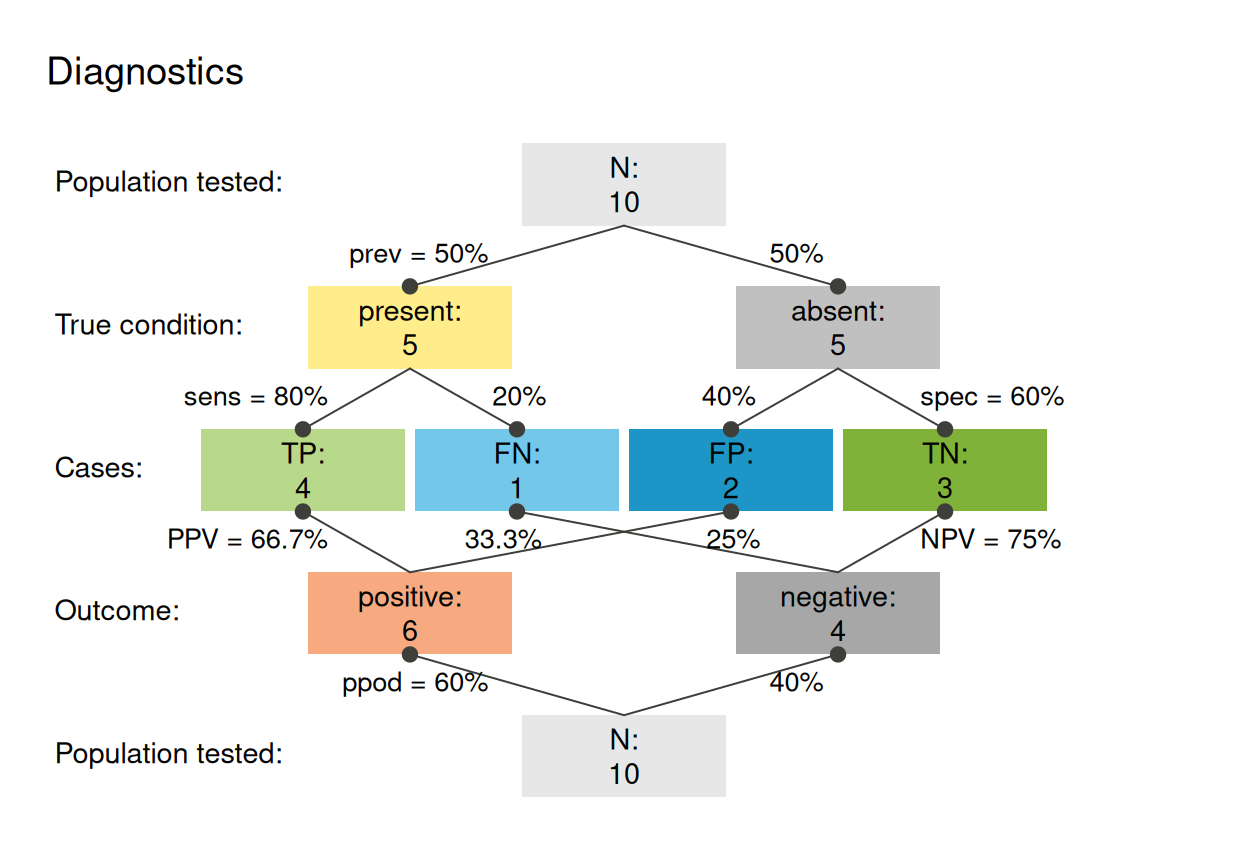 Diagnostics
Population tested:
N:
10
prev = 50%
50%
True condition:
present:
5
absent:
5
sens = 80%
20%
40%
spec = 60%
Cases:
TP:
4
FN:
1
FP:
2
TN:
3
PPV = 66.7%
33.3%
25%
NPV = 75%
Outcome:
positive:
6
negative:
4
ppod = 60%
40%
Population tested:
N:
10